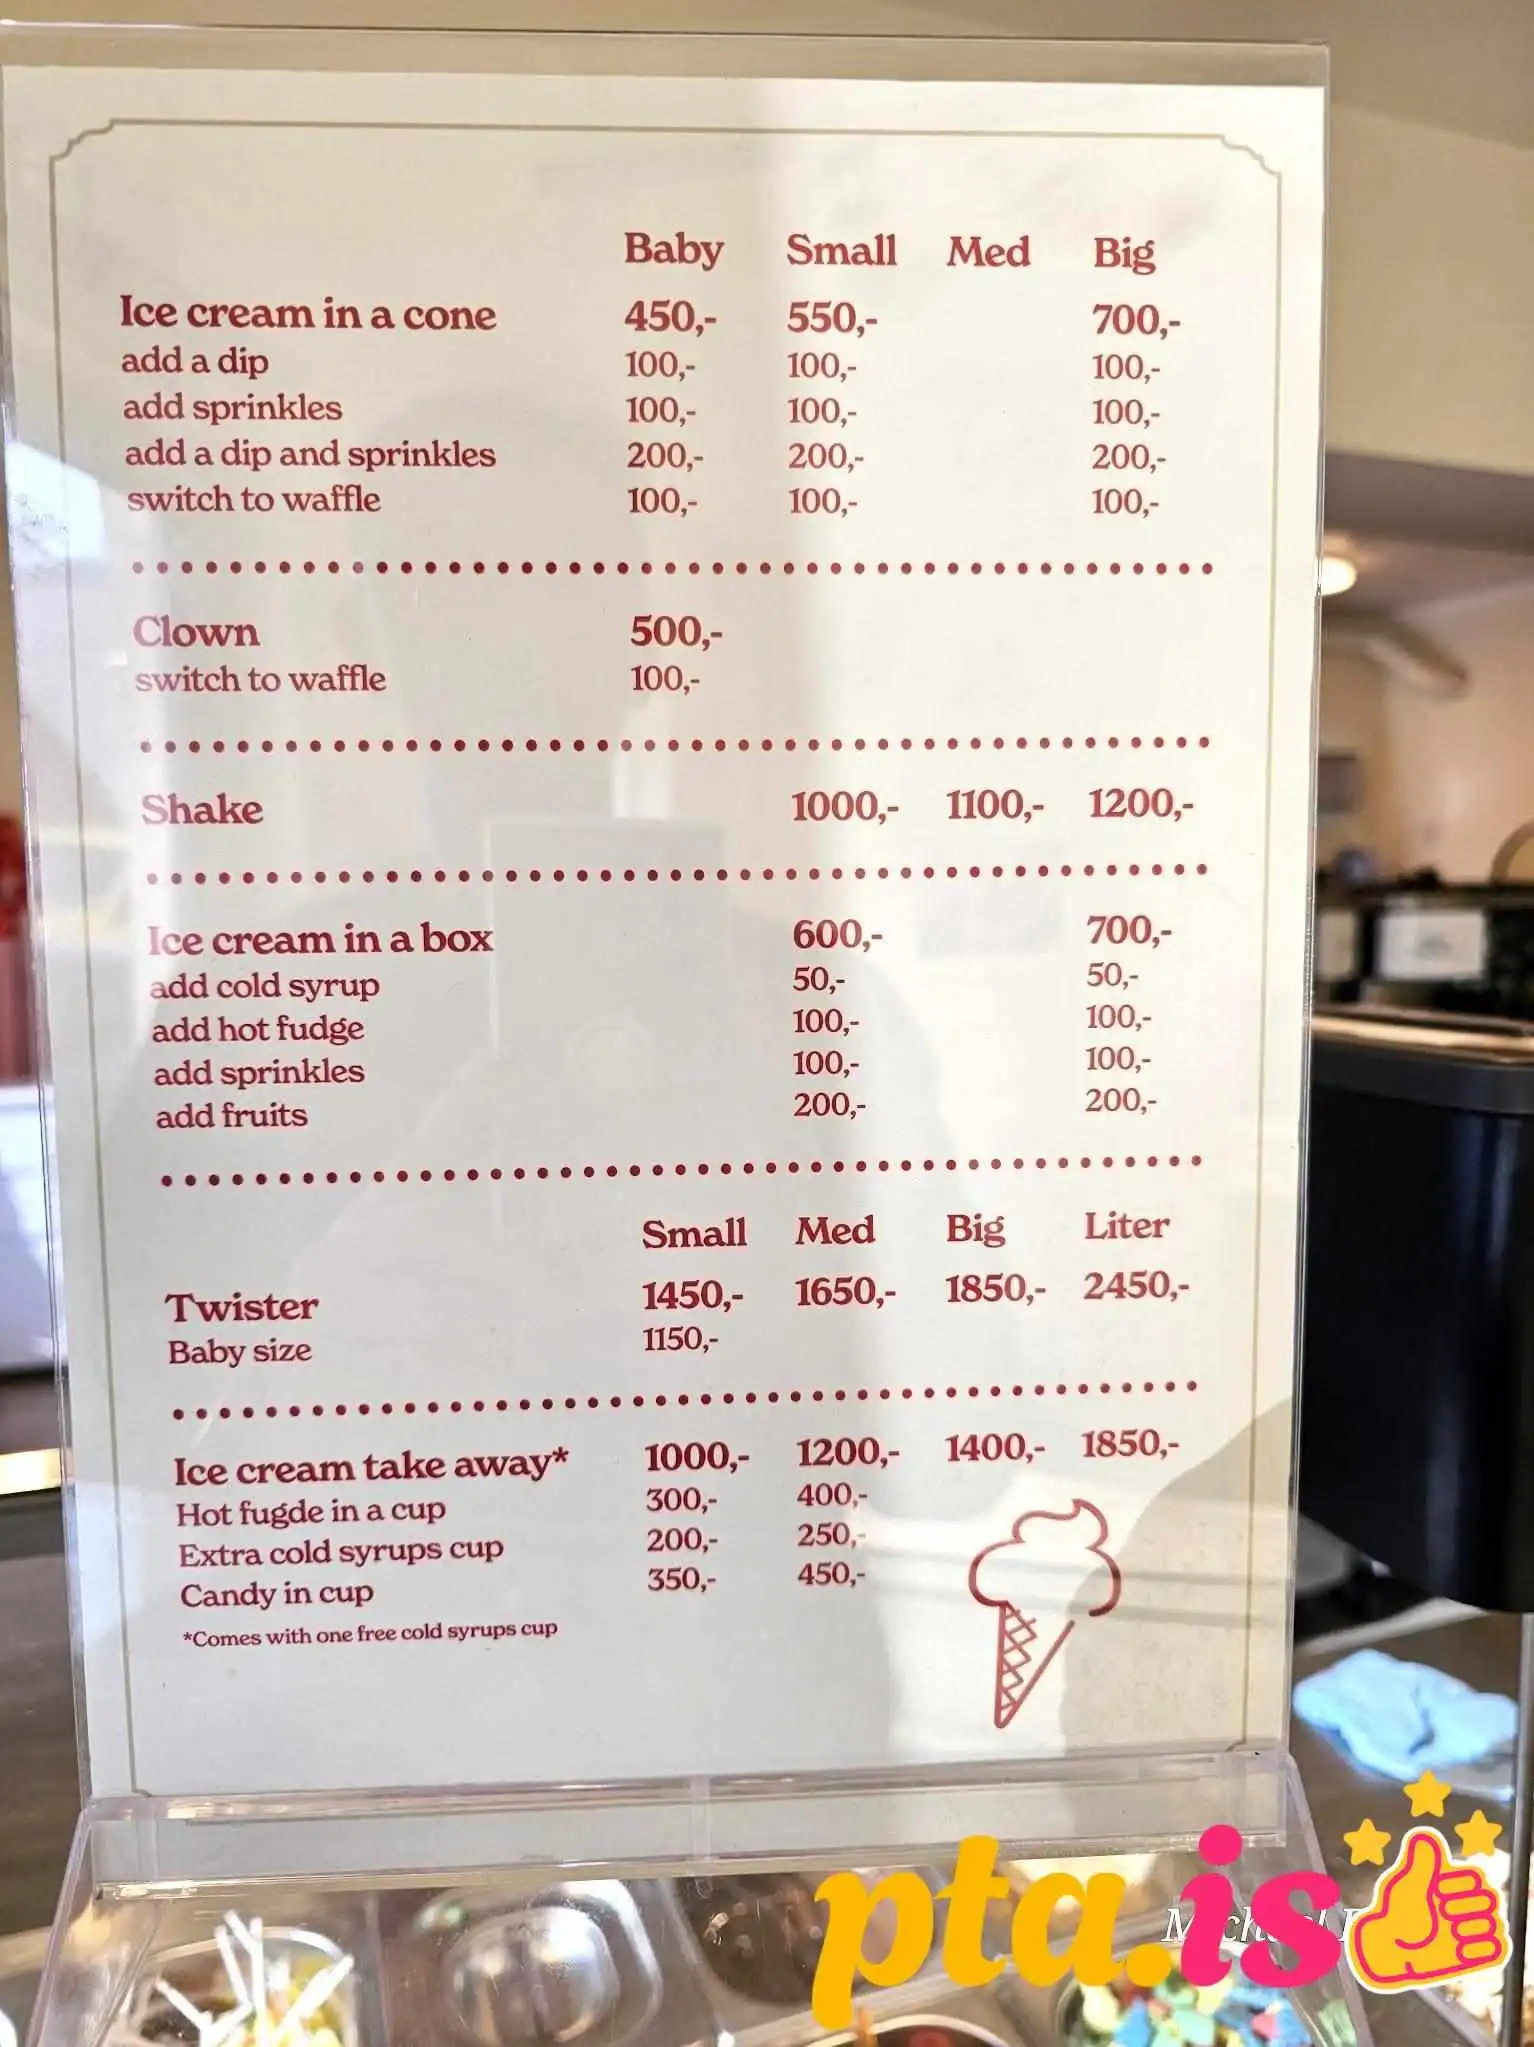 Baby Small Med Big
Ice cream in a cone 450,- 550,- 700,-
add a dip 100,- 100,- 100,-
add sprinkles 100,- 100,- 100,-
add a dip and sprinkles 200,- 200,- 200,-
switch to waffle 100,- 100,- 100,-
Clown 500,-
switch to waffle 100,-
Shake 1000,- 1100,- 1200,-
Ice cream in a box 600,- 700,-
add cold syrup 50,- 50,-
add hot fudge 100,- 100,-
add sprinkles 100,- 100,-
add fruits 200,- 200,-
Small Med Big Liter
Twister 1450,- 1650,- 1850,- 2450,-
Baby size 1150,-
Ice cream take away* 1000,- 1200,- 1400,- 1850,-
Hot fugde in a cup 300,- 400,-
Extra cold syrups cup 200,- 250,-
Candy in cup 350,- 450,-
*Comes with one free cold syrups cup
pta.is